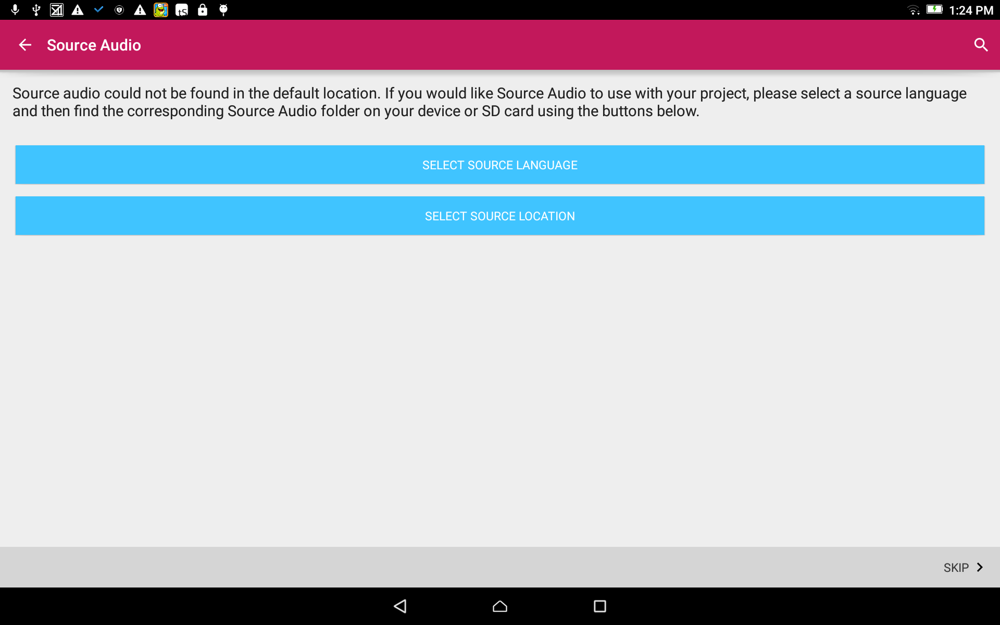 tS
1:24 PM
Source Audio
Source audio could not be found in the default location. If you would like Source Audio to use with your project, please select a source language
and then find the corresponding Source Audio folder on your device or SD card using the buttons below.
SELECT SOURCE LANGUAGE
SELECT SOURCE LOCATION
SKIP